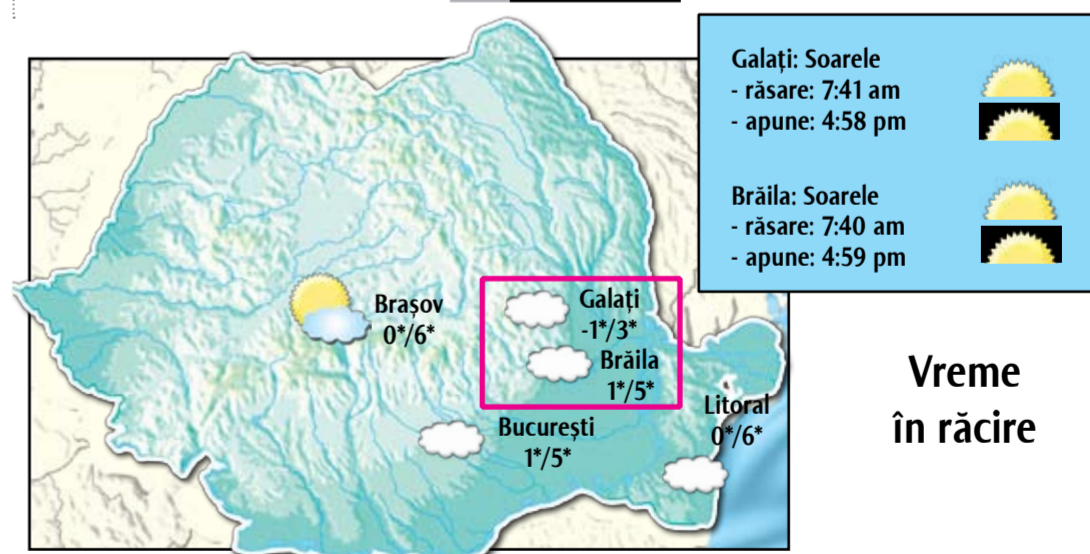 Galați: Soarele
- răsare: 7:41 am
- apune: 4:58 pm
Brăila: Soarele
- răsare: 7:40 am
- apune: 4:59 pm
Brașov
0*/6*
Galați
-1*/3*
Brăila
1*/5*
Litoral
0*/6*
București
1*/5*
Vreme
în răcire